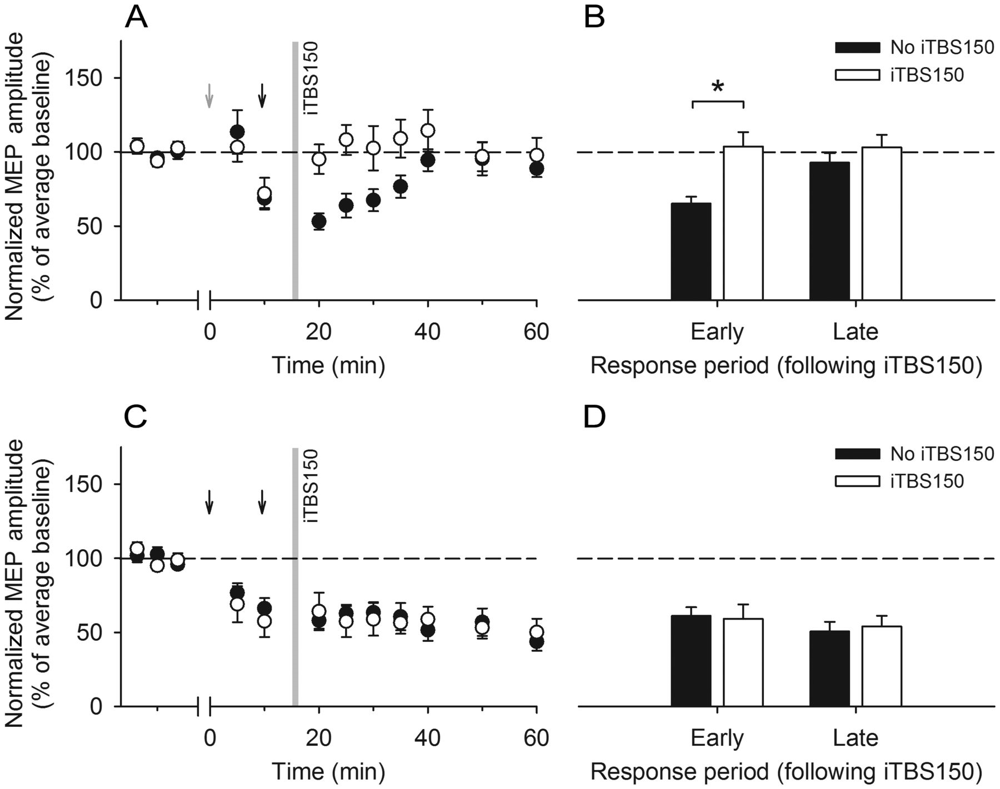 A
Normalized MEP amplitude
(% of average baseline)
150
100
50
0
iTBS150
0 20 40 60
Time (min)
B
No iTBS150
iTBS150
*
Early Late
Response period (following iTBS150)
C
Normalized MEP amplitude
(% of average baseline)
150
100
50
0
iTBS150
0 20 40 60
Time (min)
D
No iTBS150
iTBS150
Early Late
Response period (following iTBS150)